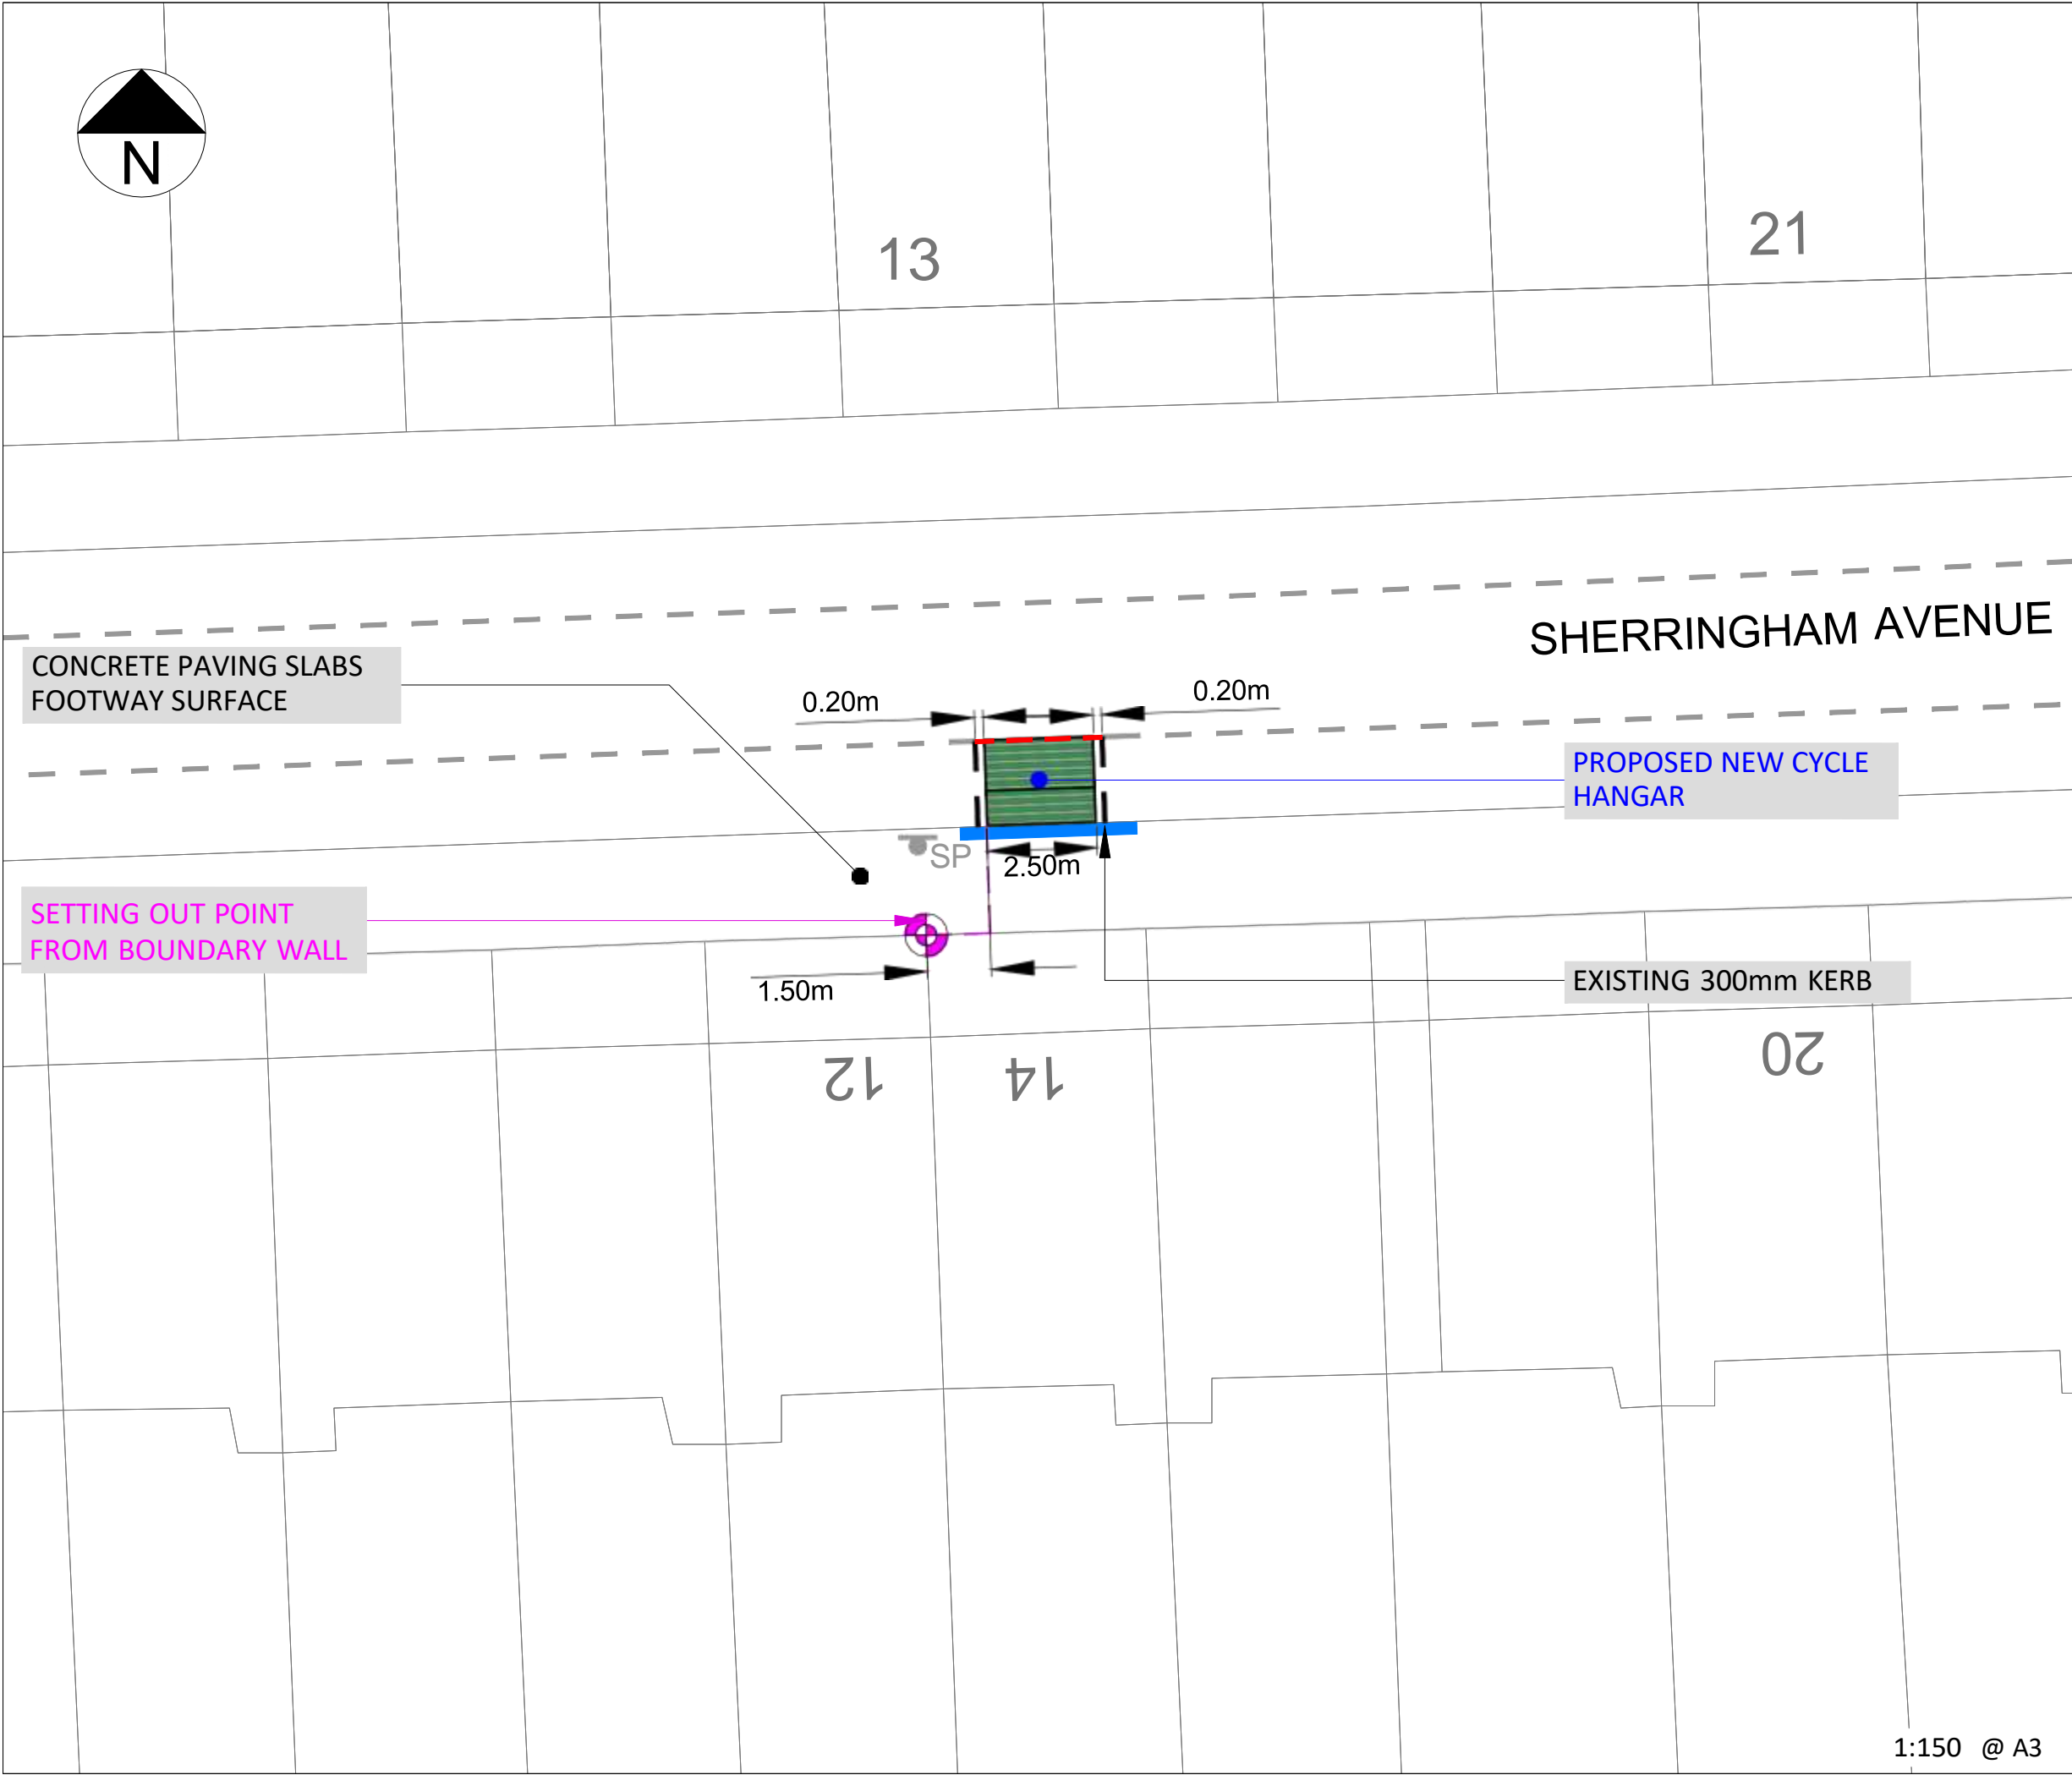 N
13
21
SHERRINGHAM AVENUE
CONCRETE PAVING SLABS
FOOTWAY SURFACE
0.20m
0.20m
PROPOSED NEW CYCLE
HANGAR
SP
2.50m
SETTING OUT POINT
FROM BOUNDARY WALL
1.50m
EXISTING 300mm KERB
12
14
20
1:150 @ A3